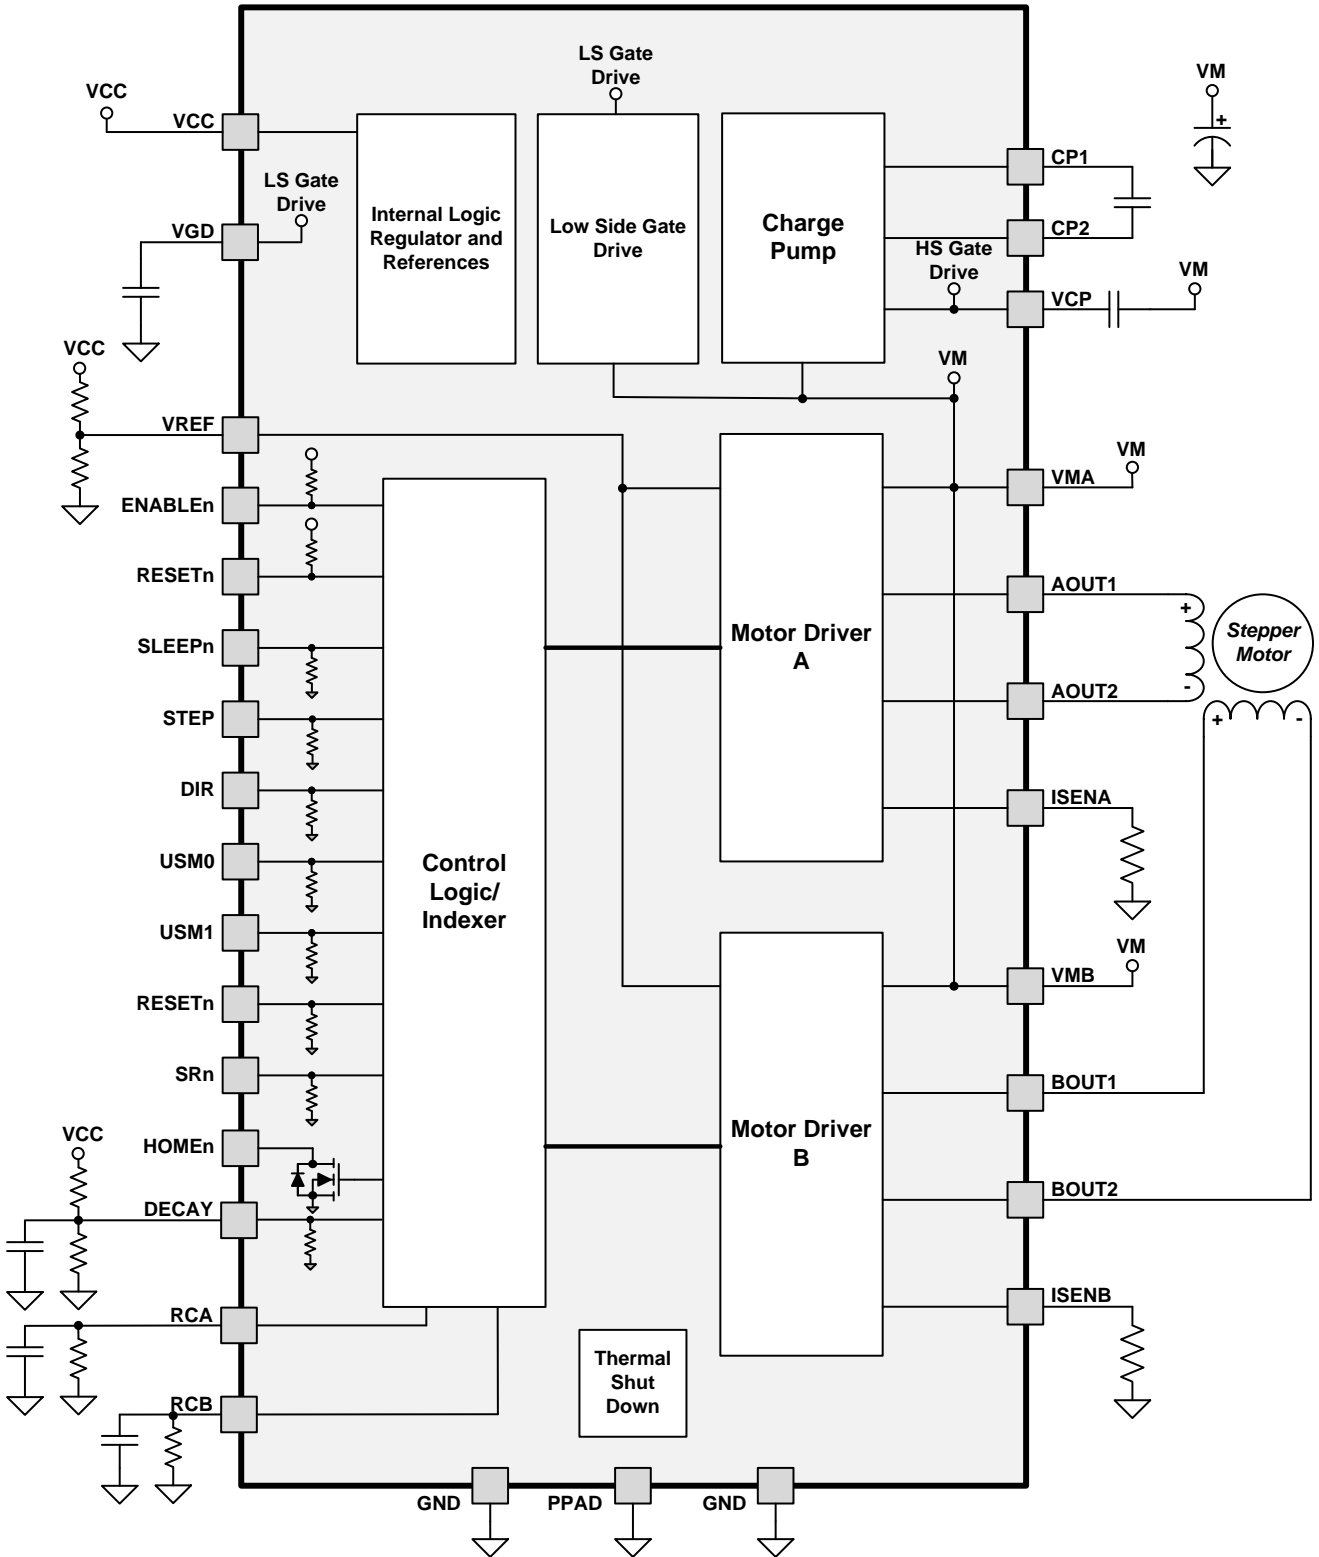 LS Gate
Drive
VM
VCC
VCC
CP1
LS Gate
Drive
Internal Logic
Regulator and
References
Low Side Gate
Drive
Charge
Pump
VGD
CP2
HS Gate
Drive
VCP
VM
VCC
VM
VREF
VM
VMA
ENABLEn
RESETn
AOUT1
+
Stepper
Motor
Motor Driver
A
SLEEPn
-
AOUT2
STEP
+ -
DIR
ISENA
USM0
Control
Logic/
Indexer
USM1
VM
VMB
RESETn
SRn
BOUT1
VCC
HOMEn
Motor Driver
B
BOUT2
DECAY
ISENB
RCA
Thermal
Shut
Down
RCB
GND
PPAD
GND
+